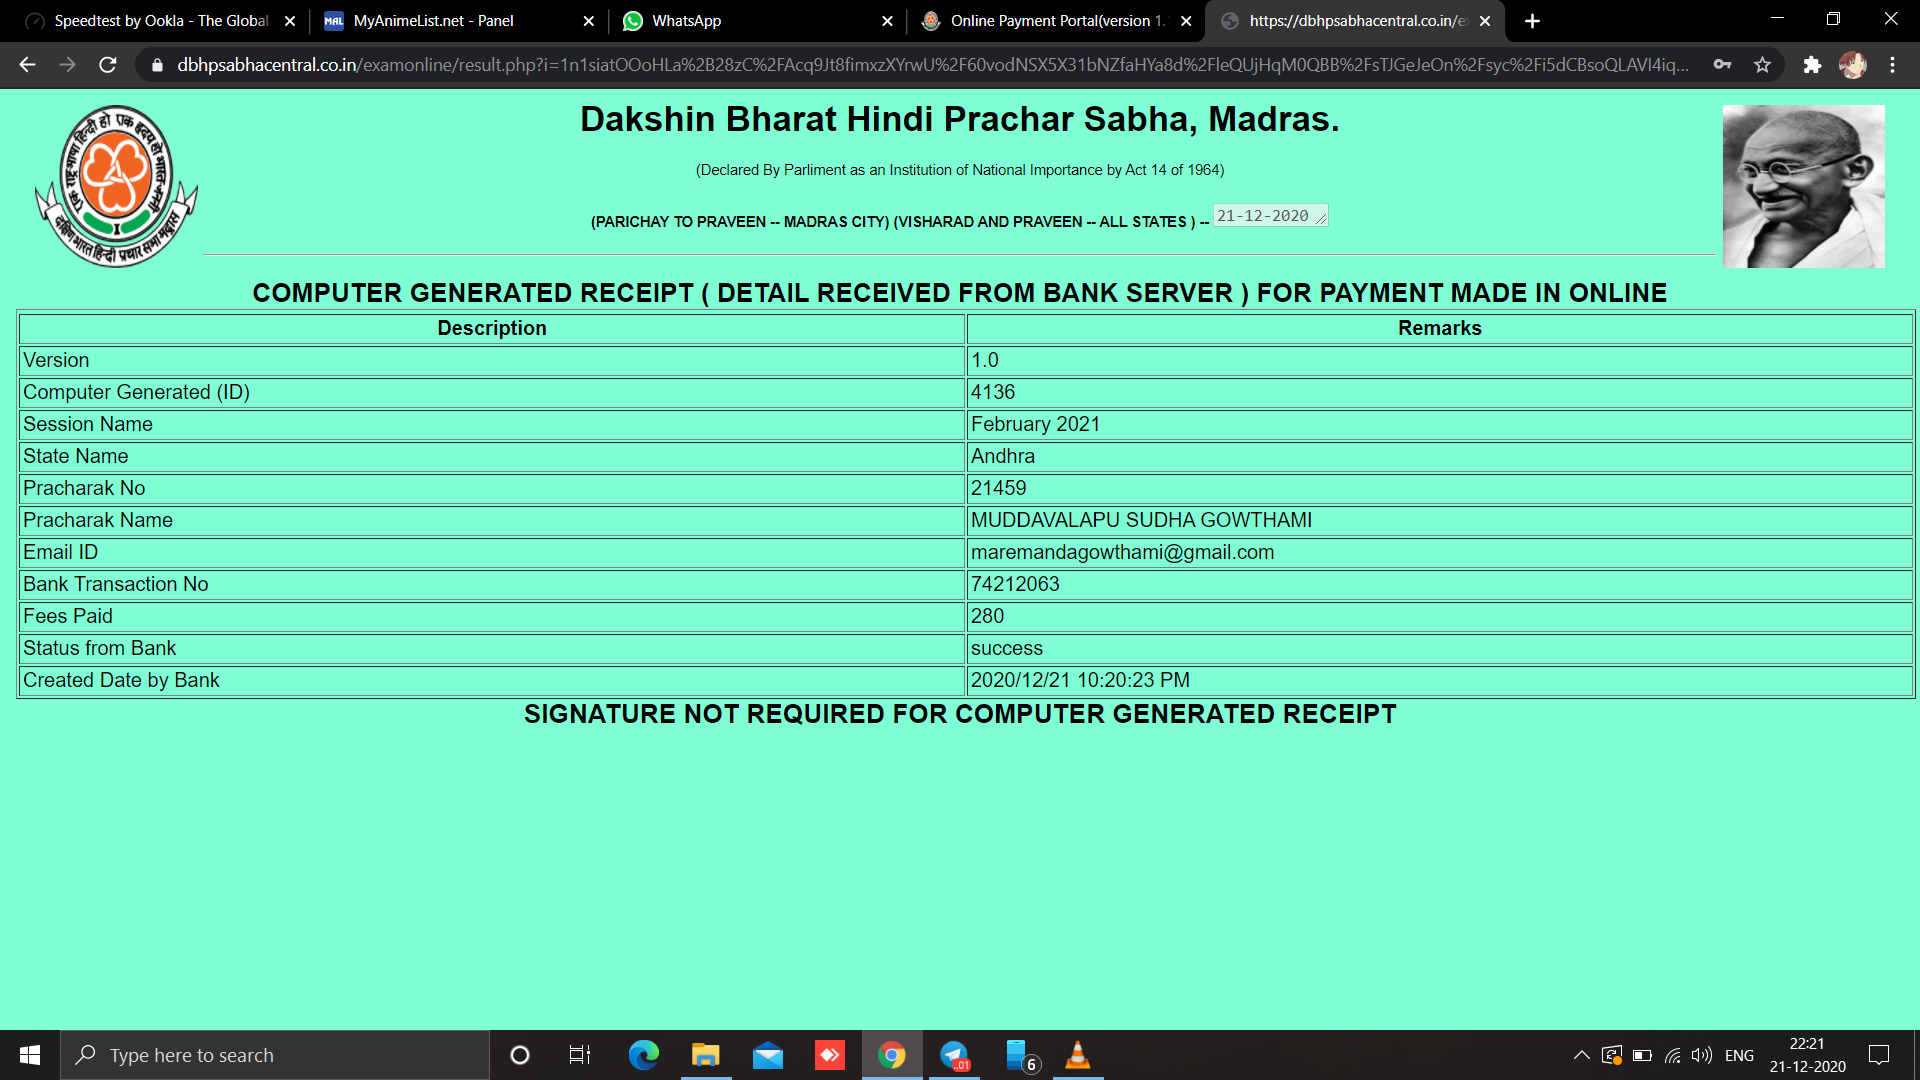 Speedtest by Ookla - The Global
MyAnimeList.net - Panel
WhatsApp
Online Payment Portal(version 1.
https://dbhpsabhacentral.co.in/e
dbhpsabhacentral.co.in/examonline/result.php?i=1n1siatOOoHLa%2B28zC%2FAcq9Jt8fimxzXYrwU%2F60vodNSX5X31bNZfaHYa8d%2FleQUjHqM0QBB%2FsTJGeJeOn%2Fsyc%2Fi5dCBsoQLAVI4iq...
Dakshin Bharat Hindi Prachar Sabha, Madras.
(Declared By Parliment as an Institution of National Importance by Act 14 of 1964)
(PARICHAY TO PRAVEEN -- MADRAS CITY) (VISHARAD AND PRAVEEN -- ALL STATES ) -- 21-12-2020
COMPUTER GENERATED RECEIPT ( DETAIL RECEIVED FROM BANK SERVER ) FOR PAYMENT MADE IN ONLINE
Description Remarks
Version 1.0
Computer Generated (ID) 4136
Session Name February 2021
State Name Andhra
Pracharak No 21459
Pracharak Name MUDDAVALAPU SUDHA GOWTHAMI
Email ID maremandagowthami@gmail.com
Bank Transaction No 74212063
Fees Paid 280
Status from Bank success
Created Date by Bank 2020/12/21 10:20:23 PM
SIGNATURE NOT REQUIRED FOR COMPUTER GENERATED RECEIPT
Type here to search
6
ENG
22:21
21-12-2020